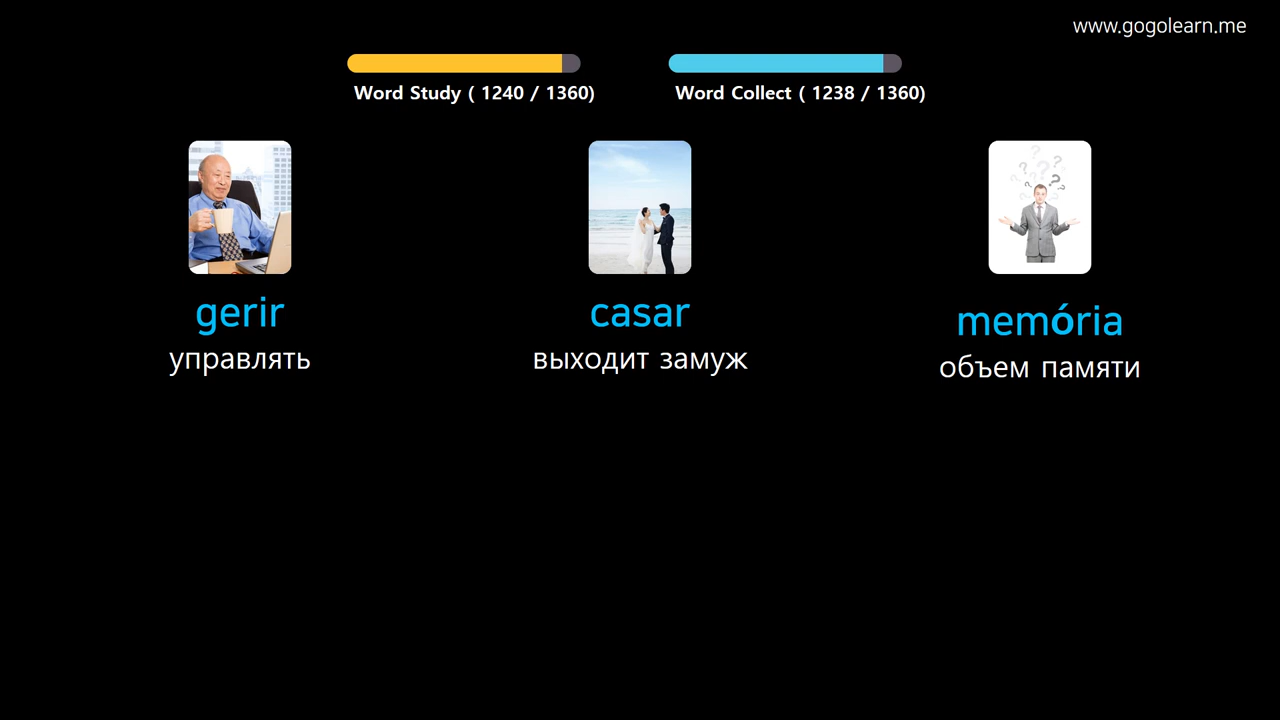 www.gogolearn.me
Word Study ( 1240 / 1360)
Word Collect ( 1238 / 1360)
gerir
управлять
casar
выходит замуж
memória
объем памяти